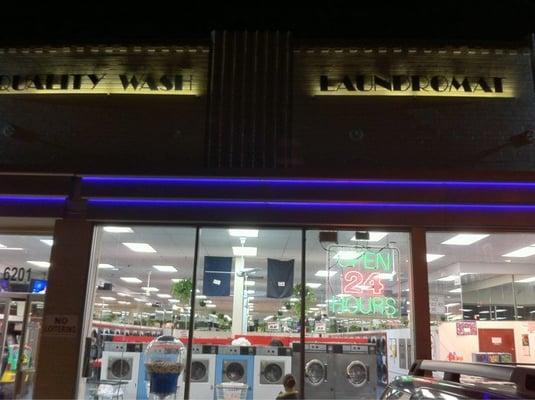 QUALITY WASH
LAUNDROMAT
OPEN
24
HOURS
6201
NO
LOITERING